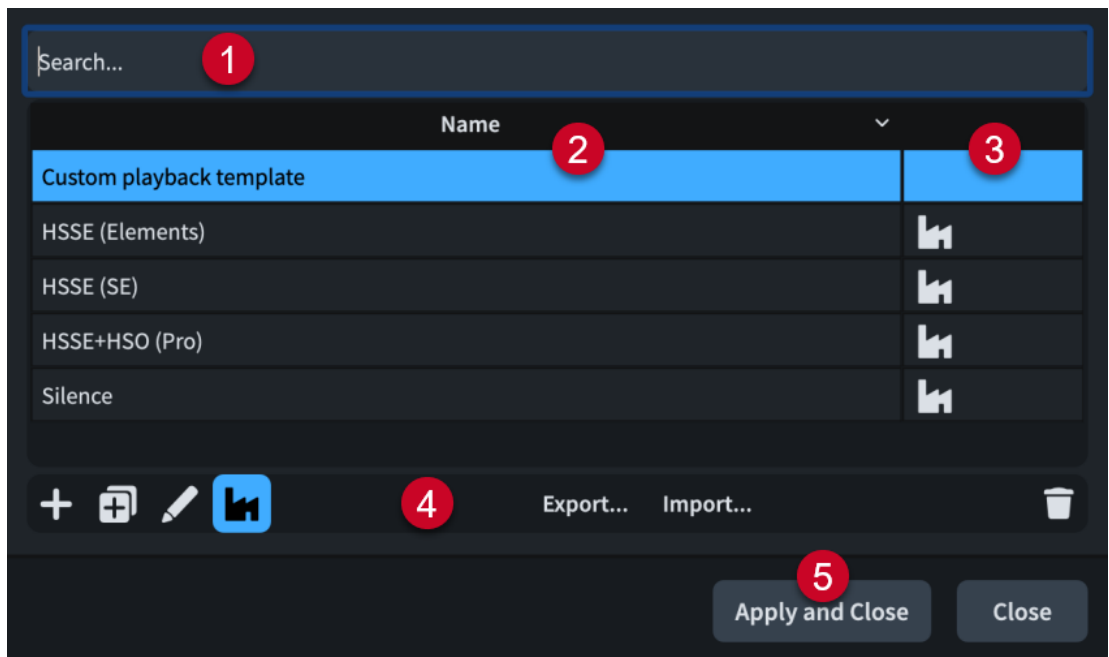 Search... 1
Name
2
3
Custom playback template
HSSE (Elements)
HSSE (SE)
HSSE+HSO (Pro)
Silence
4 Export... Import...
5
Apply and Close Close